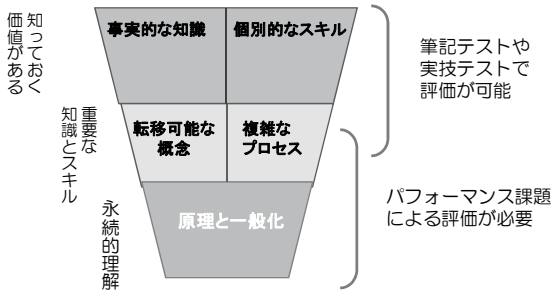 知っておく
価値がある
事実的な知識
個別的なスキル
筆記テストや
実技テストで
評価が可能
重要な
知識とスキル
転移可能な
概念
複雑な
プロセス
パフォーマンス課題
による評価が必要
永続的理解
原理と一般化